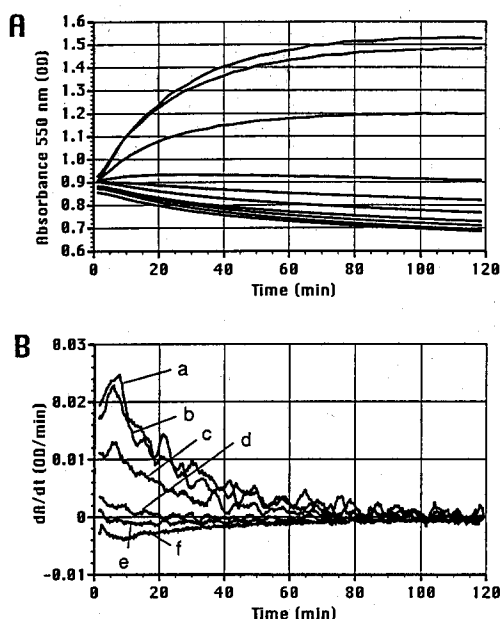 A
Absorbance 550 nm (OD)
1.6
1.5
1.4
1.3
1.2
1.1
1.0
0.9
0.8
0.7
0.6
0 20 40 60 80 100 120
Time (min)
B
dA/dt (OD/min)
0.03
0.02
0.01
0
-0.01
a
b
c
d
e
f
0 20 40 60 80 100 120
Time (min)